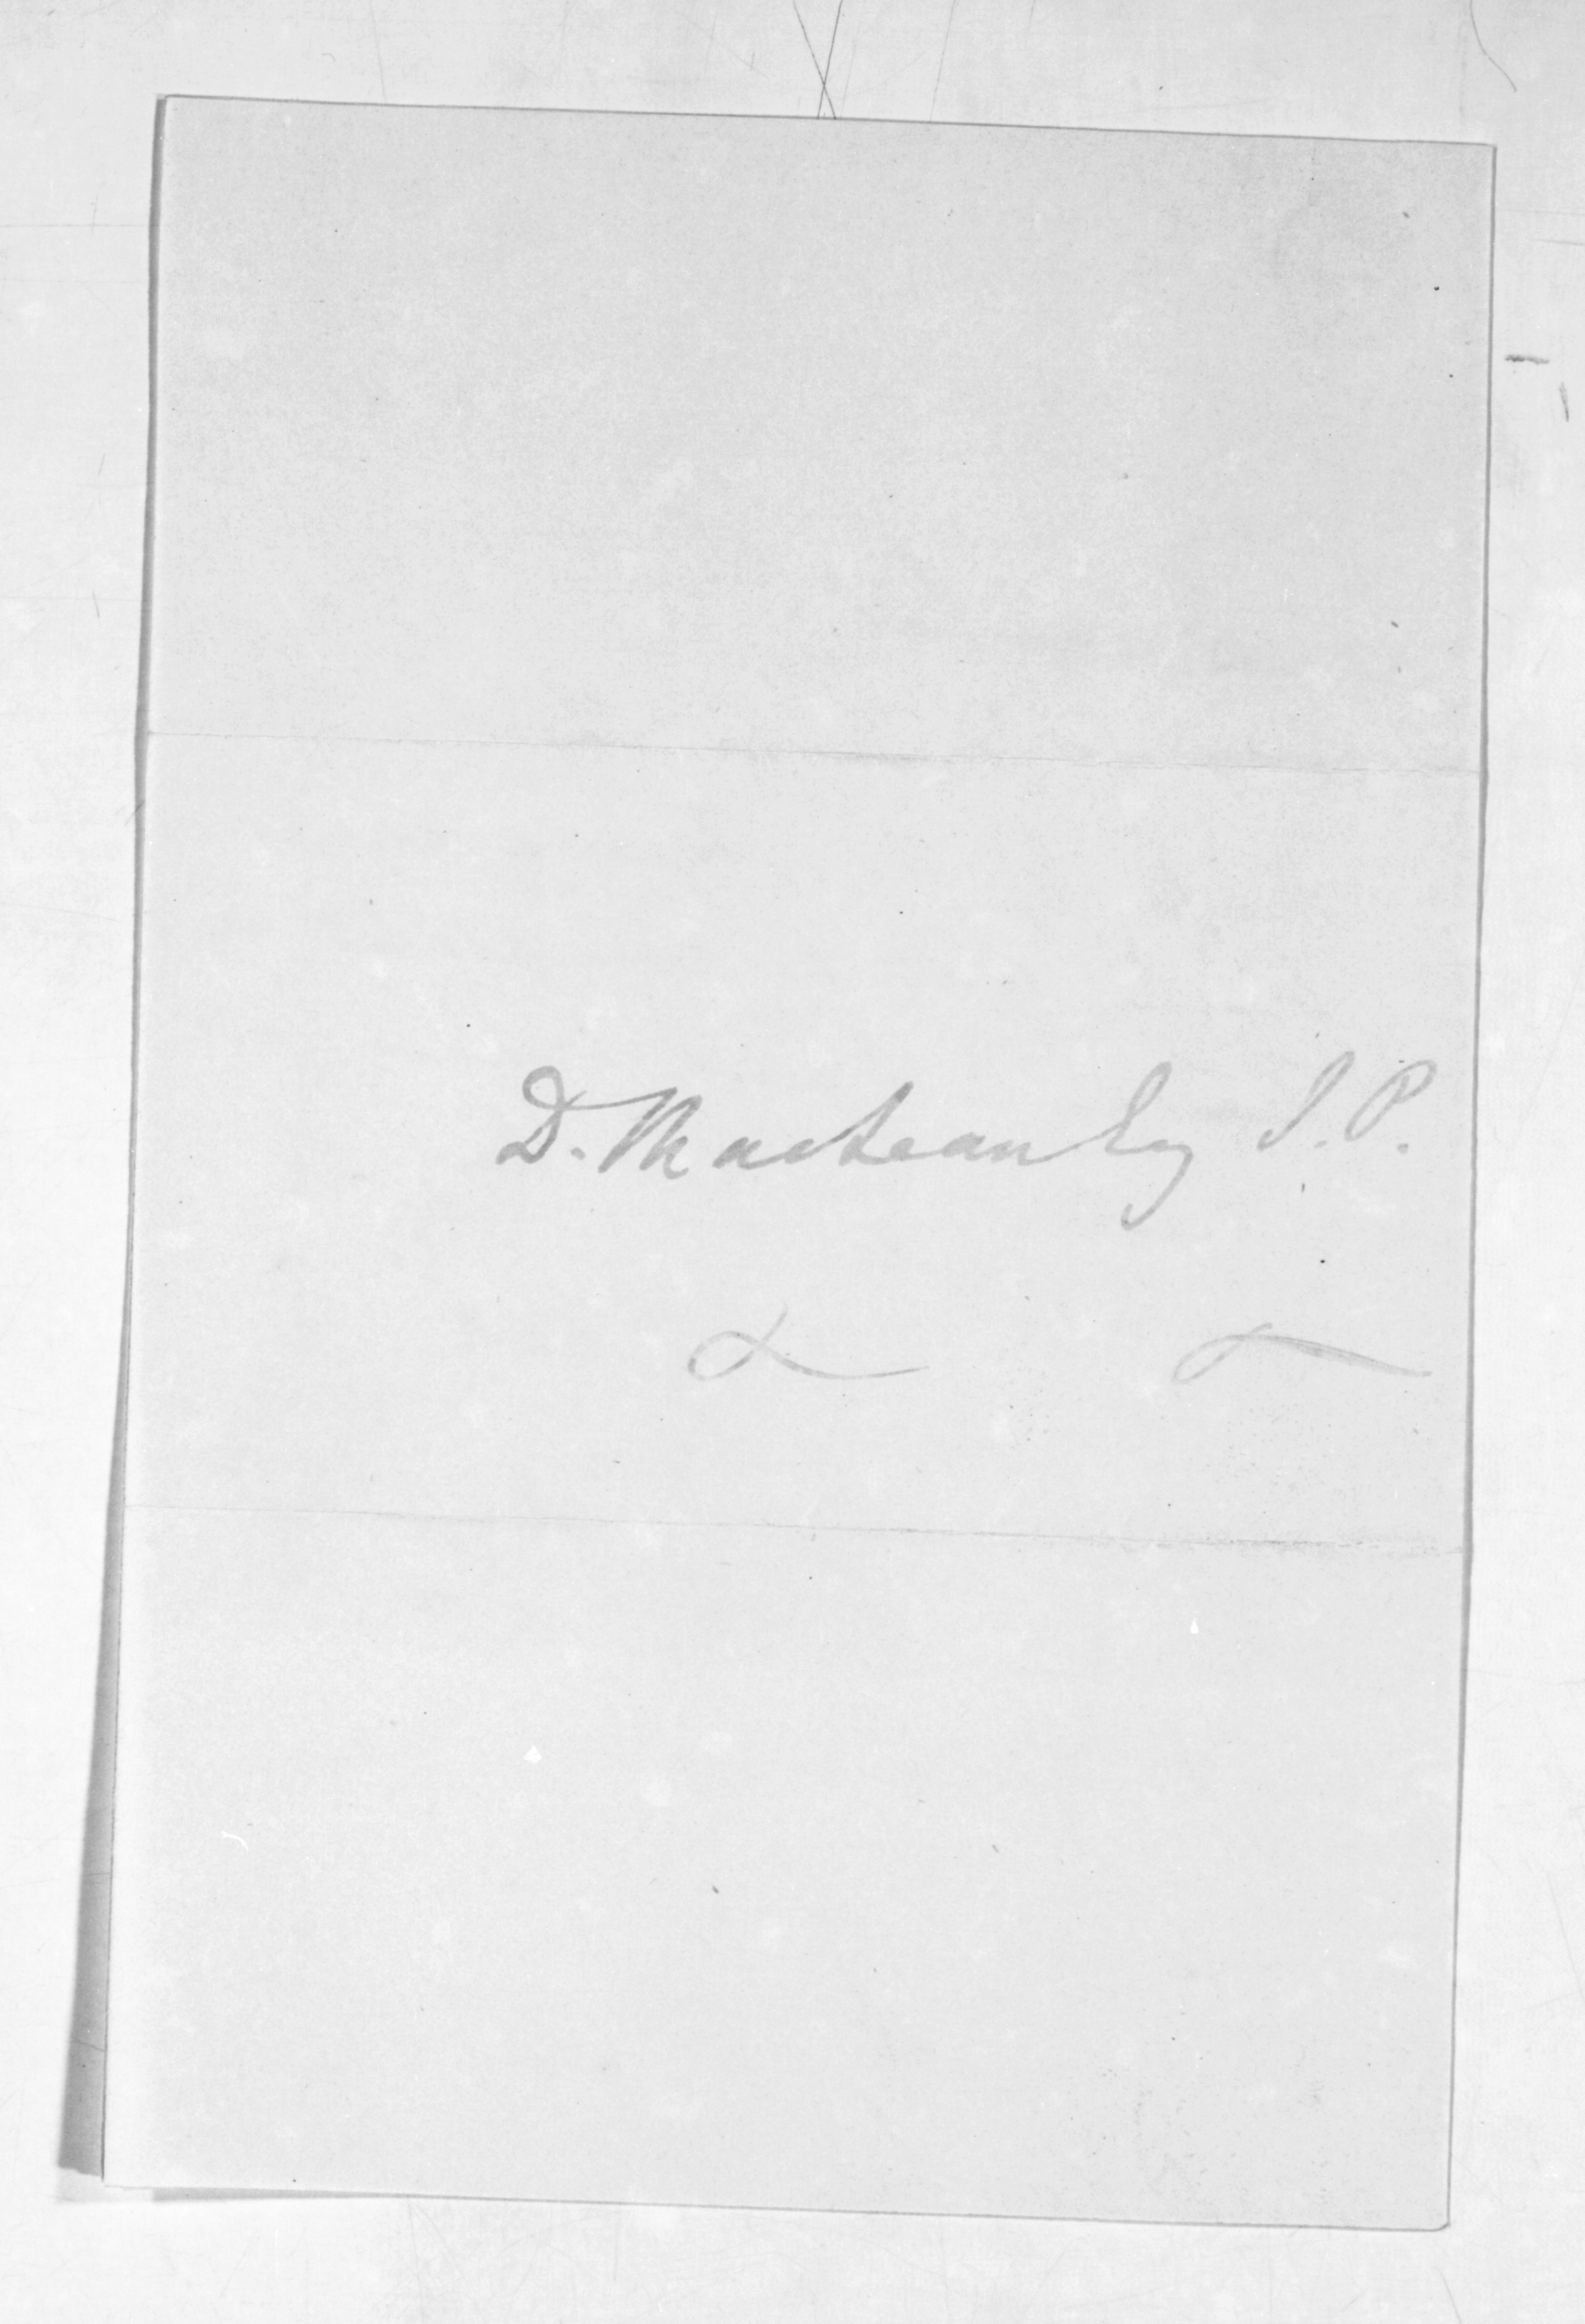 D. MacLean Esq J. P.
& &